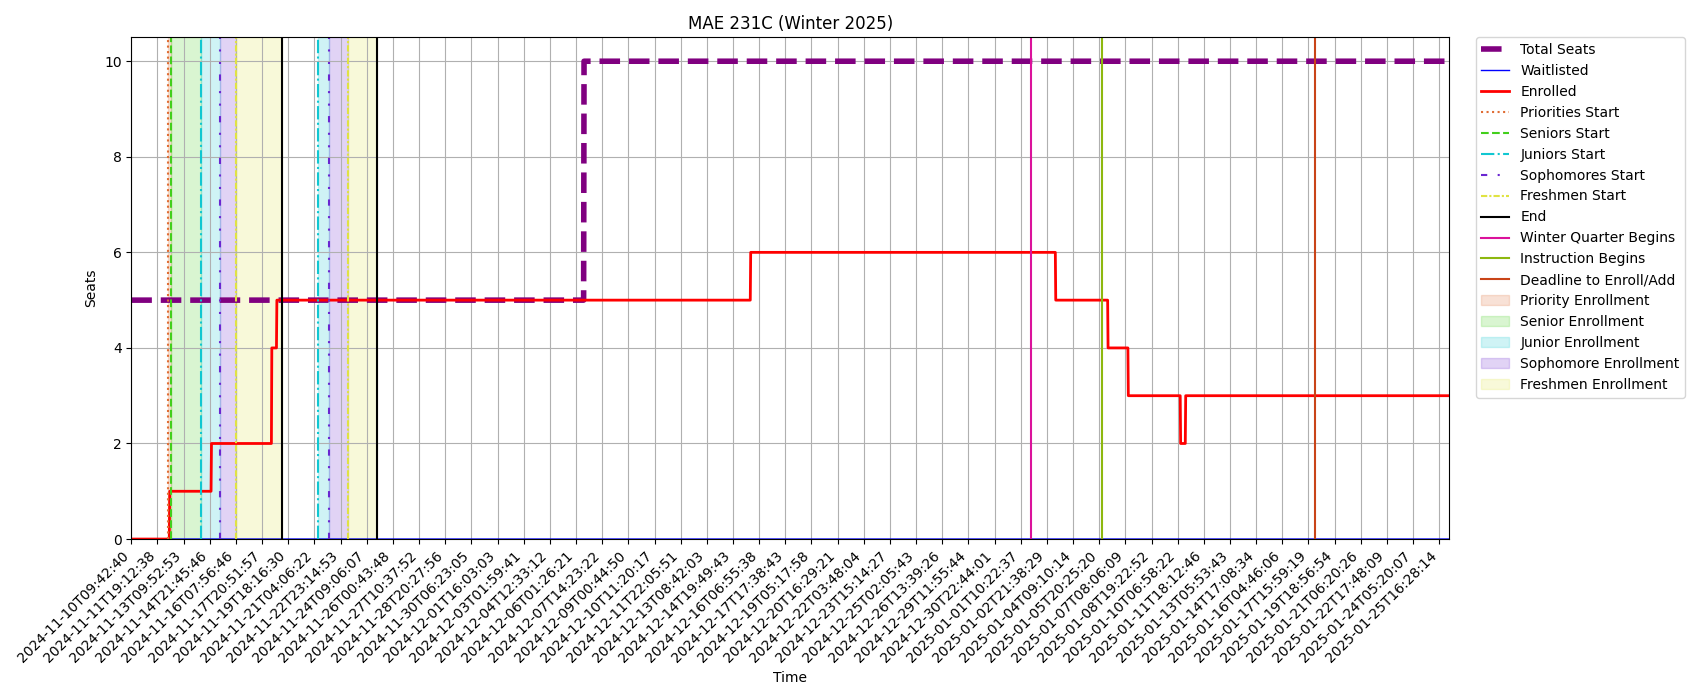 MAE 231C (Winter 2025)
Seats
10
8
6
4
2
0
2024-11-10T09:42:40
2024-11-11T19:12:38
2024-11-13T09:52:53
2024-11-14T21:45:46
2024-11-16T07:56:46
2024-11-17T20:51:57
2024-11-19T18:16:30
2024-11-21T04:06:22
2024-11-22T23:14:53
2024-11-24T09:06:07
2024-11-26T00:43:48
2024-11-27T10:37:52
2024-11-28T20:27:56
2024-11-30T06:23:05
2024-12-01T16:03:03
2024-12-03T01:59:41
2024-12-04T12:33:12
2024-12-06T01:26:21
2024-12-07T14:23:22
2024-12-09T00:44:50
2024-12-10T11:20:17
2024-12-11T22:05:51
2024-12-13T08:42:03
2024-12-14T19:49:43
2024-12-16T06:55:38
2024-12-17T17:38:43
2024-12-19T05:17:58
2024-12-20T16:29:21
2024-12-22T03:48:04
2024-12-23T15:14:27
2024-12-25T02:05:43
2024-12-26T13:39:26
2024-12-29T11:55:44
2024-12-30T22:44:01
2025-01-01T10:22:37
2025-01-02T21:38:29
2025-01-04T09:10:14
2025-01-05T20:25:20
2025-01-07T08:06:09
2025-01-08T19:22:52
2025-01-10T06:58:22
2025-01-11T18:12:46
2025-01-13T05:53:43
2025-01-14T17:08:34
2025-01-16T04:46:06
2025-01-17T15:59:19
2025-01-19T18:56:54
2025-01-21T06:20:26
2025-01-22T17:48:09
2025-01-24T05:20:07
2025-01-25T16:28:14
Time
Total Seats
Waitlisted
Enrolled
Priorities Start
Seniors Start
Juniors Start
Sophomores Start
Freshmen Start
End
Winter Quarter Begins
Instruction Begins
Deadline to Enroll/Add
Priority Enrollment
Senior Enrollment
Junior Enrollment
Sophomore Enrollment
Freshmen Enrollment